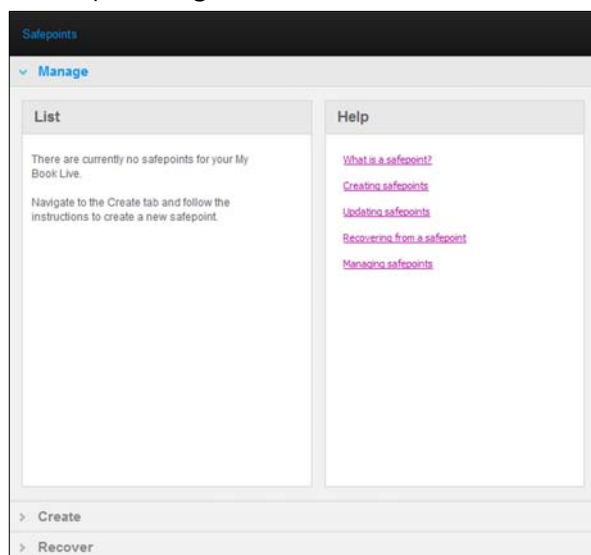 Safepoints
Manage
List
There are currently no safepoints for your My
Book Live.
Navigate to the Create tab and follow the
instructions to create a new safepoint.
Help
What is a safepoint?
Creating safepoints
Updating safepoints
Recovering from a safepoint
Managing safepoints
Create
Recover